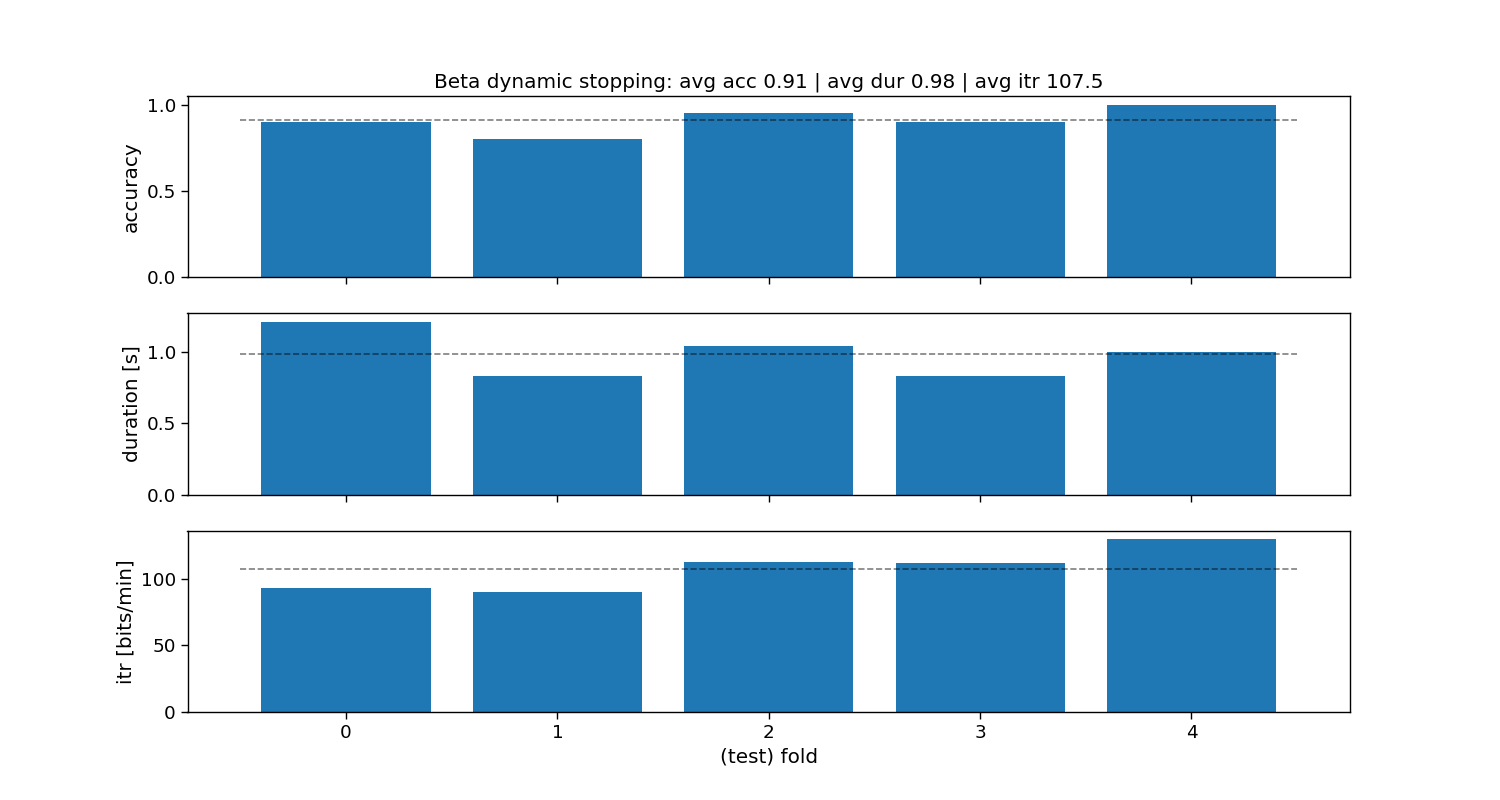 Beta dynamic stopping: avg acc 0.91 | avg dur 0.98 | avg itr 107.5
1.0
0.5
0.0
accuracy
1.0
0.5
0.0
duration [s]
100
50
0
itr [bits/min]
0 1 2 3 4
(test) fold